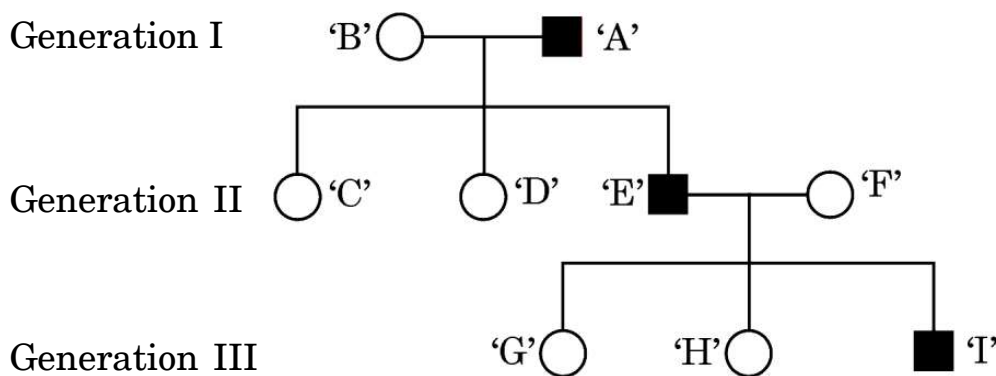 Generation I ‘B’ ‘A’
Generation II ‘C’ ‘D’ ‘E’ ‘F’
Generation III ‘G’ ‘H’ ‘I’